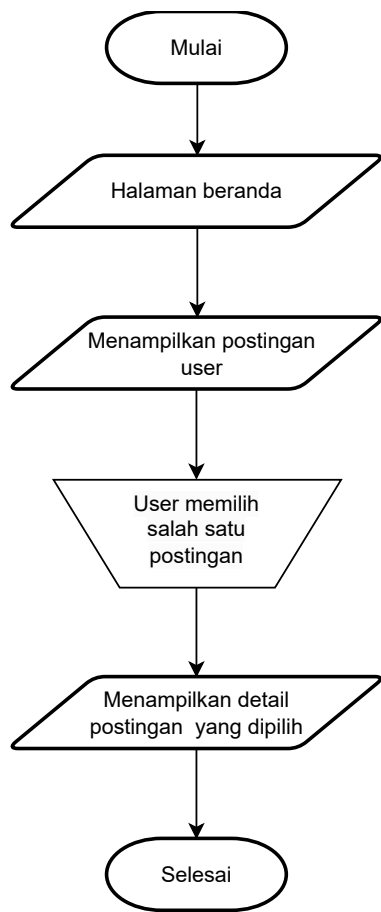 Mulai
Halaman beranda
Menampilkan postingan
user
User memilih
salah satu
postingan
Menampilkan detail
postingan  yang dipilih
Selesai